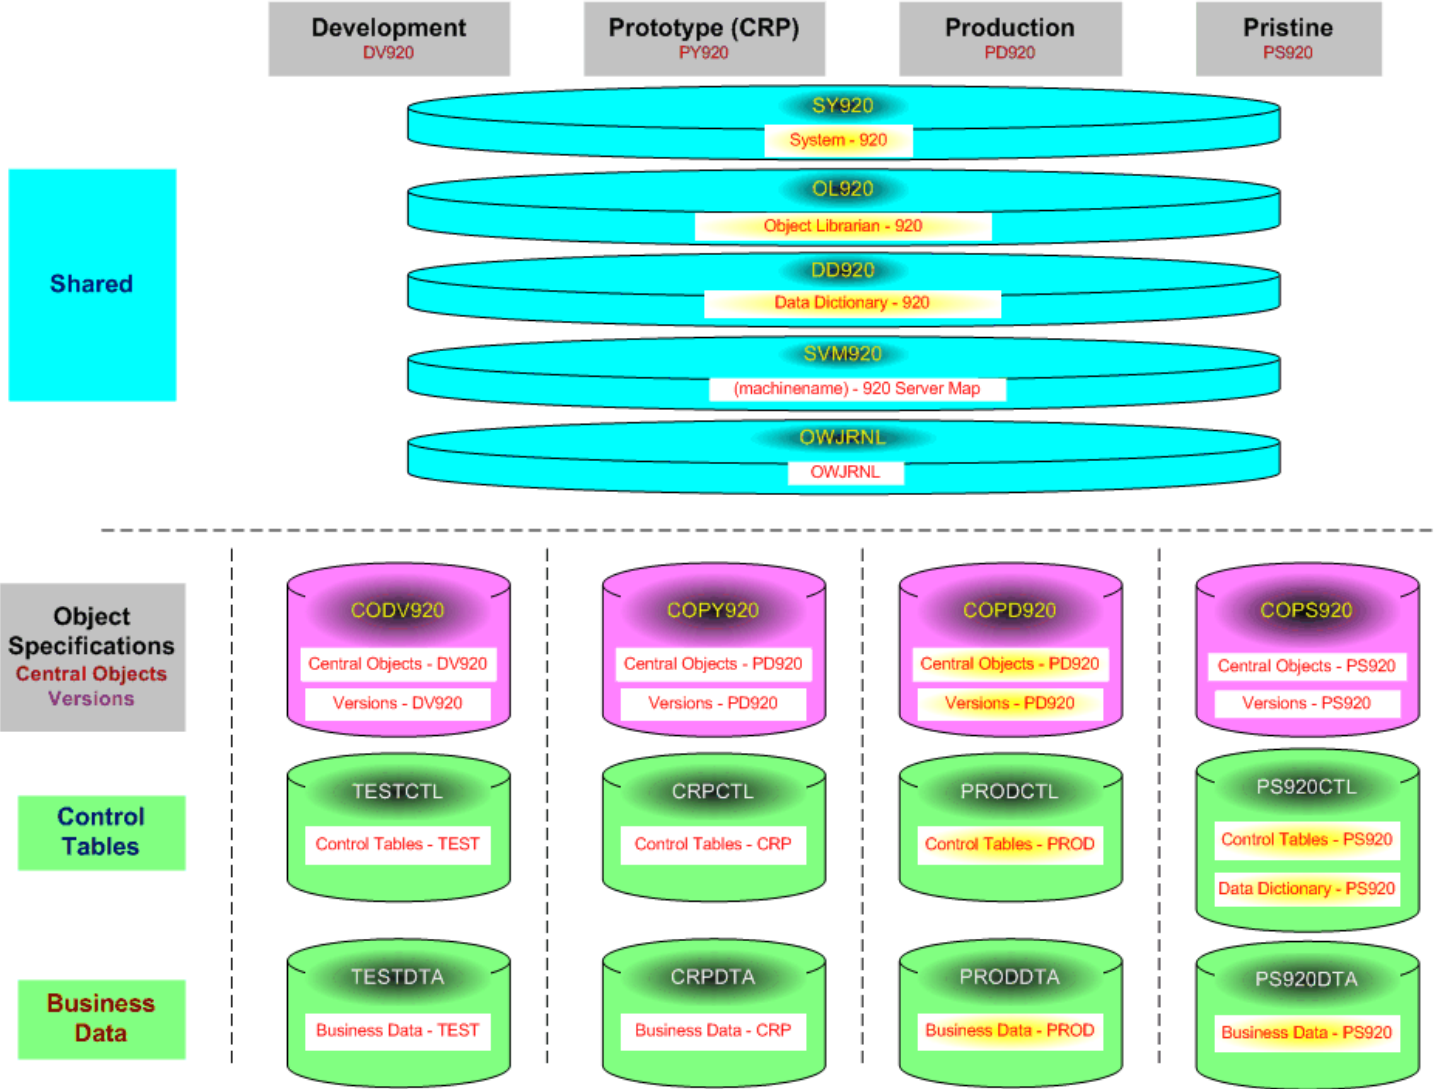 Development
DV920
Prototype (CRP)
PY920
Production
PD920
Pristine
PS920
SY920
System - 920
OL920
Object Librarian - 920
Shared
DD920
Data Dictionary - 920
SVM920
(machinename) - 920 Server Map
OWJRNL
OWJRNL
Object
Specifications
Central Objects
Versions
CODV920
Central Objects - DV920
Versions - DV920
COPY920
Central Objects - PD920
Versions - PD920
COPD920
Central Objects - PD920
Versions - PD920
COPS920
Central Objects - PS920
Versions - PS920
Control
Tables
TESTCTL
Control Tables - TEST
CRPCTL
Control Tables - CRP
PRODCTL
Control Tables - PROD
PS920CTL
Control Tables - PS920
Data Dictionary - PS920
Business
Data
TESTDTA
Business Data - TEST
CRPDTA
Business Data - CRP
PRODDTA
Business Data - PROD
PS920DTA
Business Data - PS920